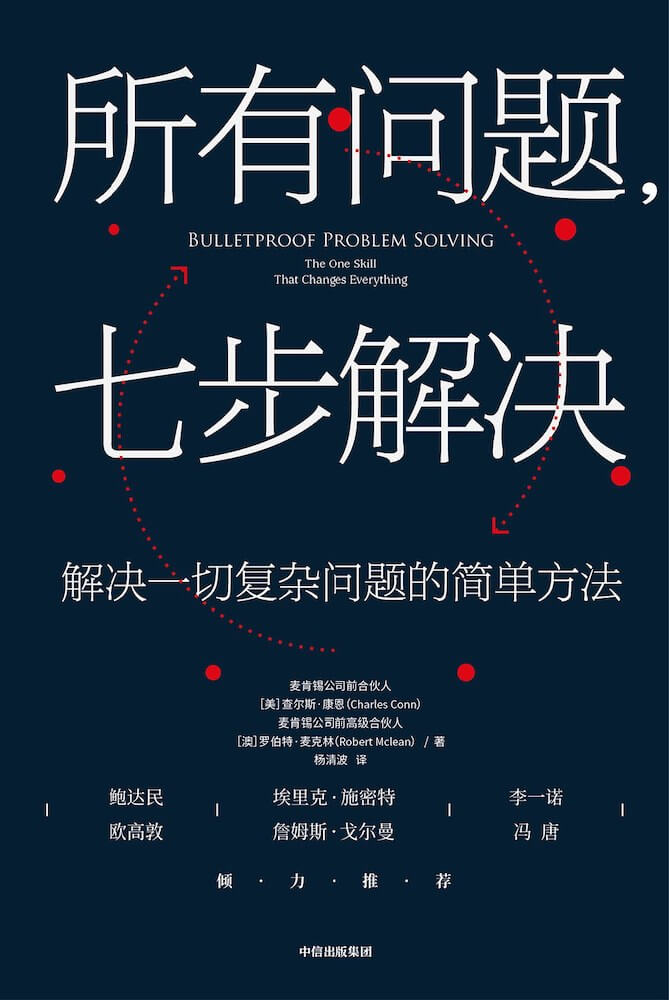 所有问题，
BULLETPROOF PROBLEM SOLVING
The One Skill
That Changes Everything
七步解决
解决一切复杂问题的简单方法
麦肯锡公司前合伙人
[美]查尔斯·康恩（Charles Conn）
麦肯锡公司前高级合伙人
[澳]罗伯特·麦克林（Robert Mclean） / 著
杨清波 译
鲍达民 埃里克·施密特 李一诺
欧高敦 詹姆斯·戈尔曼 冯 唐
倾·力·推·荐
中信出版集团